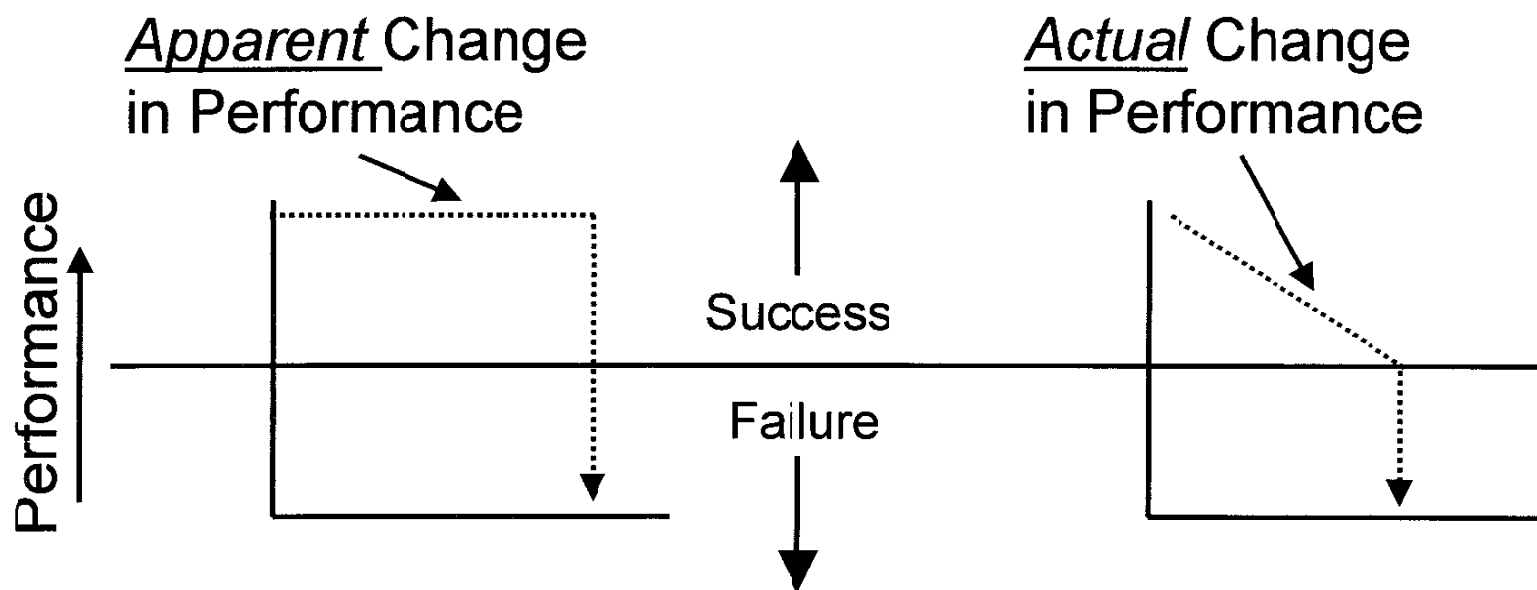 Apparent Change
in Performance
Actual Change
in Performance
Performance
Success
Failure